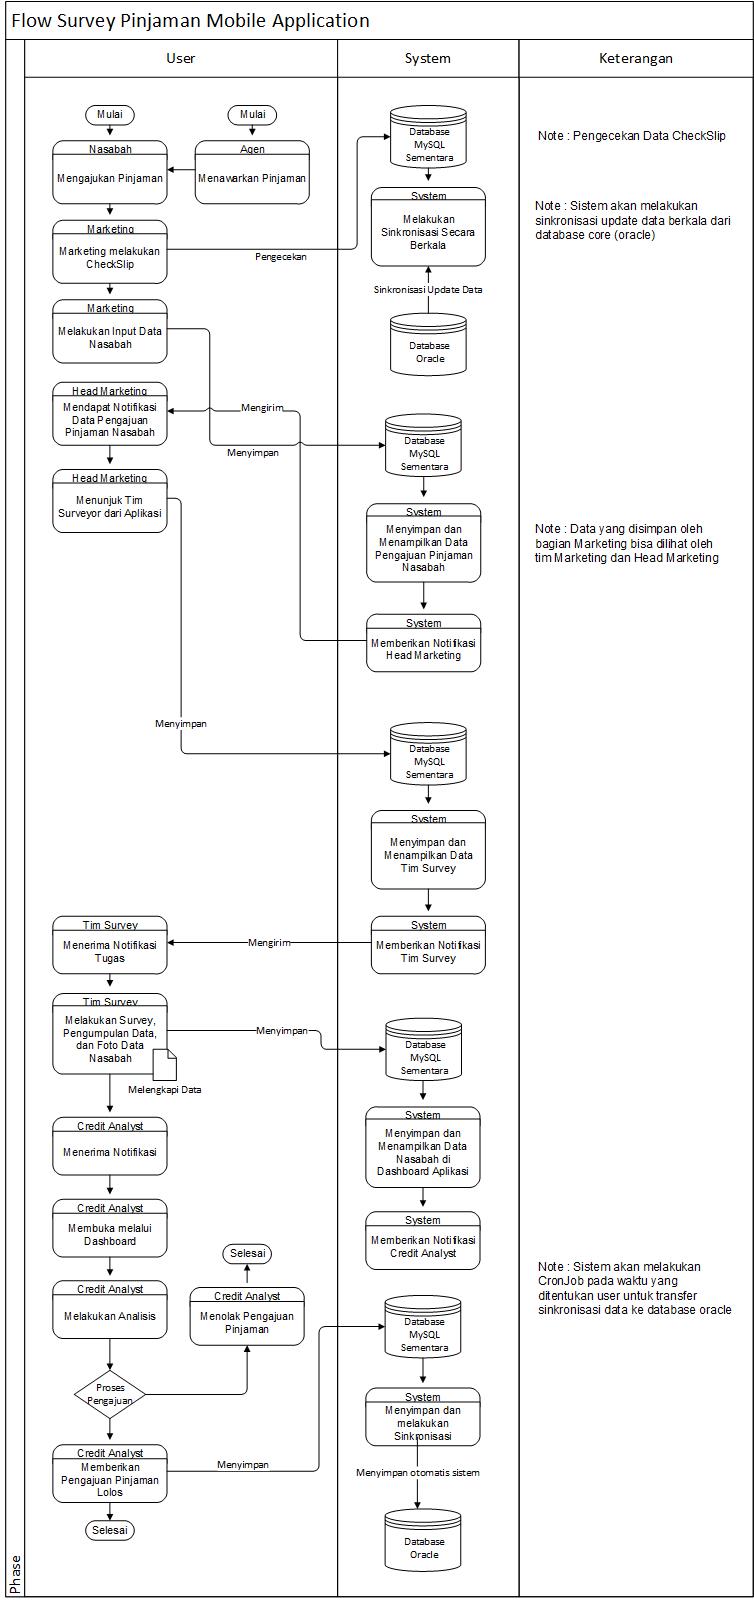 Flow Survey Pinjaman Mobile Application
User
System
Keterangan
Mulai
Mulai
Nasabah
Mengajukan Pinjaman
Agen
Menawarkan Pinjaman
Database
MySQL
Sementara
Note : Pengecekan Data CheckSlip
Marketing
Marketing melakukan
CheckSlip
Pengecekan
System
Melakukan
Sinkronisasi Secara
Berkala
Note : Sistem akan melakukan
sinkronisasi update data berkala dari
database core (oracle)
Sinkronisasi Update Data
Marketing
Melakukan Input Data
Nasabah
Database
Oracle
Head Marketing
Mendapat Notifikasi
Data Pengajuan
Pinjaman Nasabah
Mengirim
Menyimpan
Database
MySQL
Sementara
Head Marketing
Menunjuk Tim
Surveyor dari Aplikasi
System
Menyimpan dan
Menampilkan Data
Pengajuan Pinjaman
Nasabah
Note : Data yang disimpan oleh
bagian Marketing bisa dilihat oleh
tim Marketing dan Head Marketing
System
Memberikan Notifikasi
Head Marketing
Menyimpan
Database
MySQL
Sementara
System
Menyimpan dan
Menampilkan Data
Tim Survey
Tim Survey
Menerima Notifikasi
Tugas
Mengirim
System
Memberikan Notifikasi
Tim Survey
Tim Survey
Melakukan Survey,
Pengumpulan Data,
dan Foto Data
Nasabah
Melengkapi Data
Menyimpan
Database
MySQL
Sementara
Credit Analyst
Menerima Notifikasi
System
Menyimpan dan
Menampilkan Data
Nasabah di
Dashboard Aplikasi
Credit Analyst
Membuka melalui
Dashboard
System
Memberikan Notifikasi
Credit Analyst
Selesai
Note : Sistem akan melakukan
CronJob pada waktu yang
ditentukan user untuk transfer
sinkronisasi data ke database oracle
Credit Analyst
Melakukan Analisis
Credit Analyst
Menolak Pengajuan
Pinjaman
Database
MySQL
Sementara
Proses
Pengajuan
System
Menyimpan dan
melakukan
Sinkronisasi
Credit Analyst
Memberikan
Pengajuan Pinjaman
Lolos
Menyimpan
Menyimpan otomatis sistem
Selesai
Database
Oracle
Phase